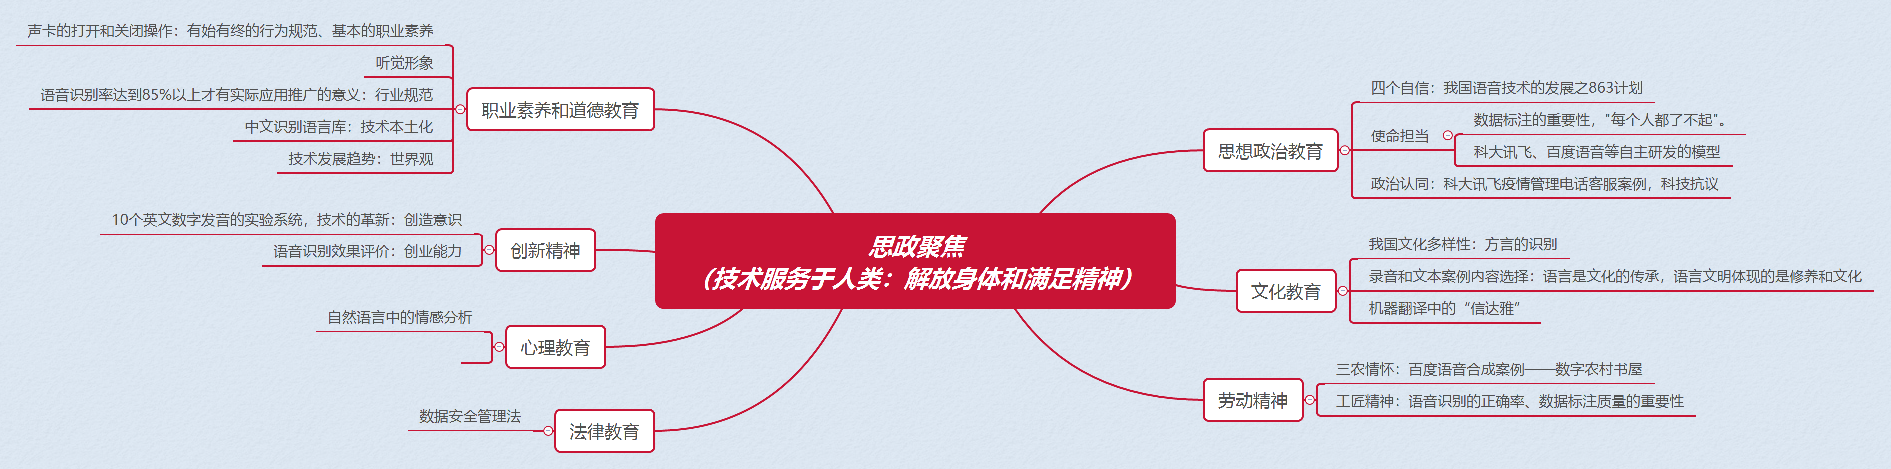 思政聚焦
（技术服务于人类：解放身体和满足精神）
职业素养和道德教育
声卡的打开和关闭操作：有始有终的行为规范、基本的职业素养
听觉形象
语音识别率达到85%以上才有实际应用推广的意义：行业规范
中文识别语言库：技术本土化
技术发展趋势：世界观
创新精神
10个英文数字发音的实验系统，技术的革新：创造意识
语音识别效果评价：创业能力
心理教育
自然语言中的情感分析
法律教育
数据安全管理法
思想政治教育
四个自信：我国语音技术的发展之863计划
使命担当
数据标注的重要性，"每个人都了不起"。
科大讯飞、百度语音等自主研发的模型
政治认同：科大讯飞疫情管理电话客服案例，科技抗议
文化教育
我国文化多样性：方言的识别
录音和文本案例内容选择：语言是文化的传承，语言文明体现的是修养和文化
机器翻译中的“信达雅”
劳动精神
三农情怀：百度语音合成案例——数字农村书屋
工匠精神：语音识别的正确率、数据标注质量的重要性